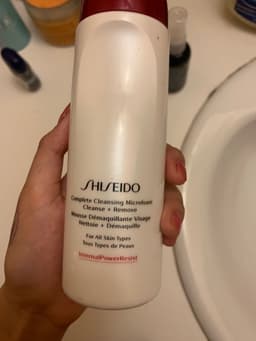 SHISEIDO
Complete Cleansing Microfoam
Cleanse + Remove
Mousse Démaquillante Visage
Nettoie + Démaquille
For All Skin Types
Tous Types de Peaux
InternalPowerResist